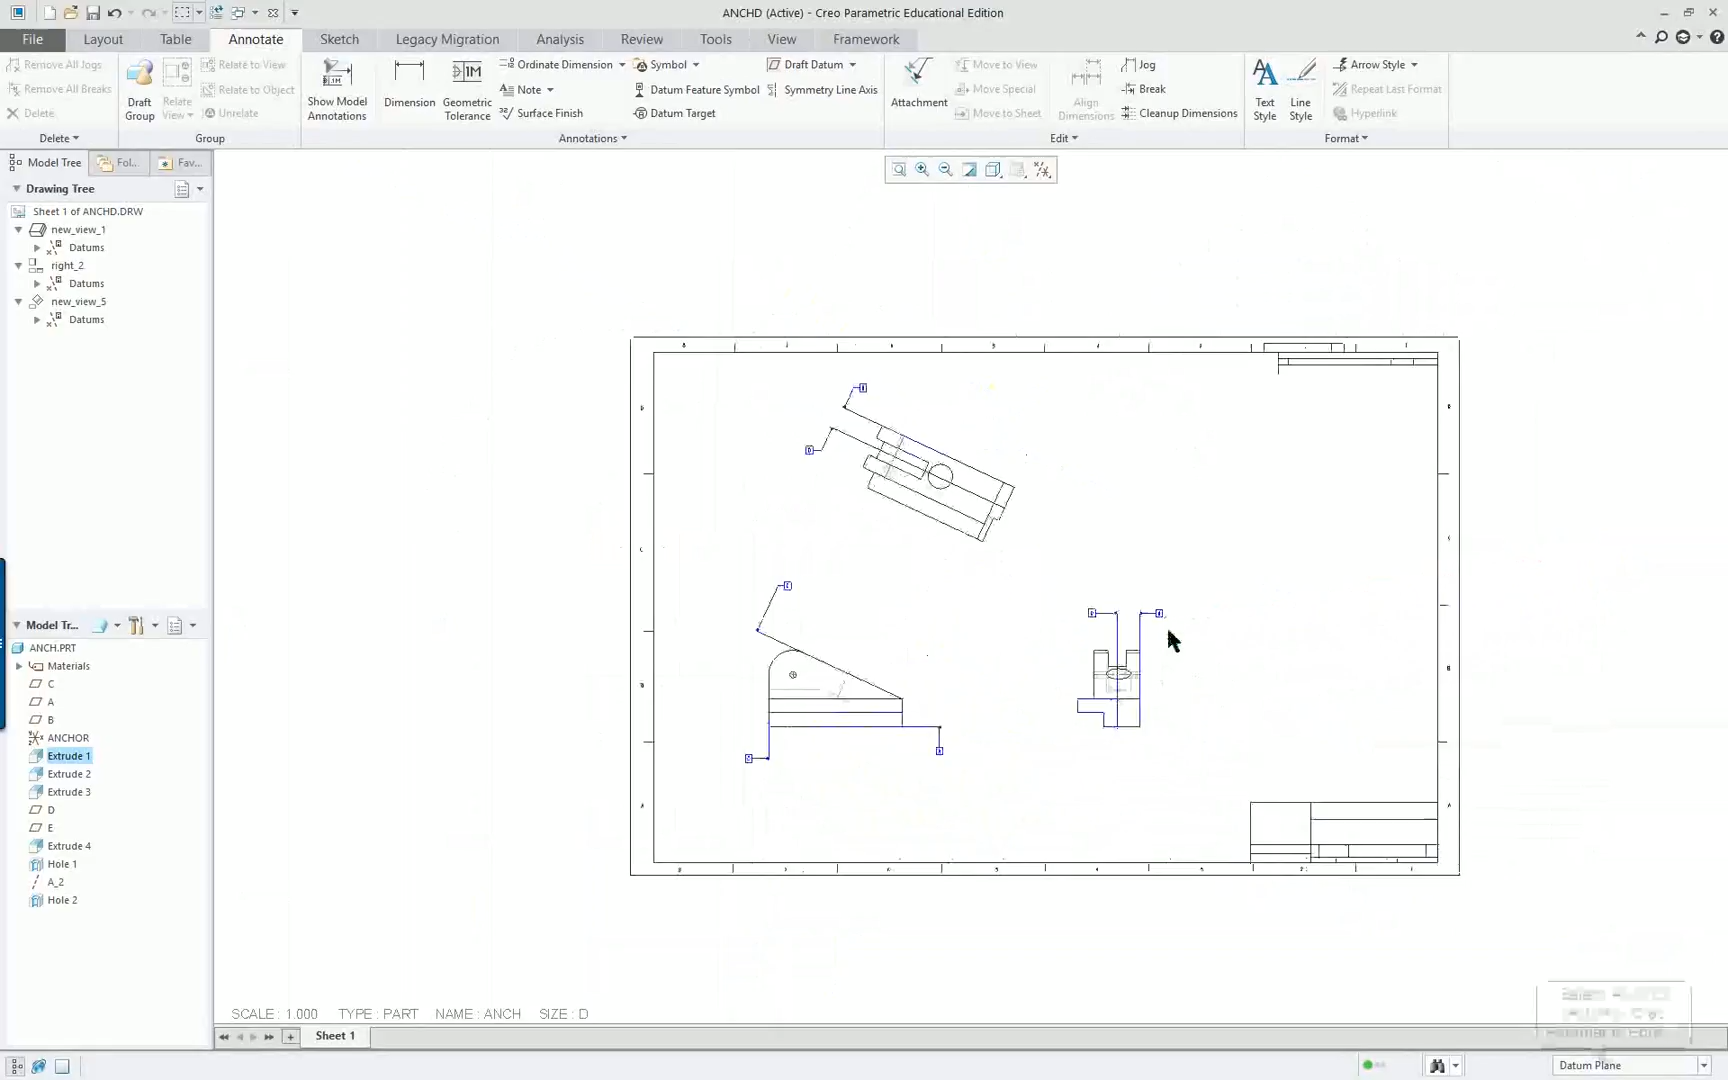 ANCHD (Active) - Creo Parametric Educational Edition
File Layout Table Annotate Sketch Legacy Migration Analysis Review Tools View Framework
Remove All Jogs
Remove All Breaks
Delete
Delete
Draft Group
Relate View
Relate to View
Relate to Object
Unrelate
Group
Show Model Annotations
Dimension
Geometric Tolerance
Ordinate Dimension
Note
Surface Finish
Symbol
Datum Feature Symbol
Datum Target
Draft Datum
Symmetry Line Axis
Annotations
Attachment
Move to View
Move Special
Move to Sheet
Align Dimensions
Jog
Break
Cleanup Dimensions
Edit
Text Style
Line Style
Arrow Style
Repeat Last Format
Hyperlink
Format
Model Tree Fol... Fav...
Drawing Tree
Sheet 1 of ANCHD.DRW
new_view_1
Datums
right_2
Datums
new_view_5
Datums
Model Tr...
ANCH.PRT
Materials
C
A
B
ANCHOR
Extrude 1
Extrude 2
Extrude 3
D
E
Extrude 4
Hole 1
A_2
Hole 2
SCALE : 1.000 TYPE : PART NAME : ANCH SIZE : D
Sheet 1
Datum Plane